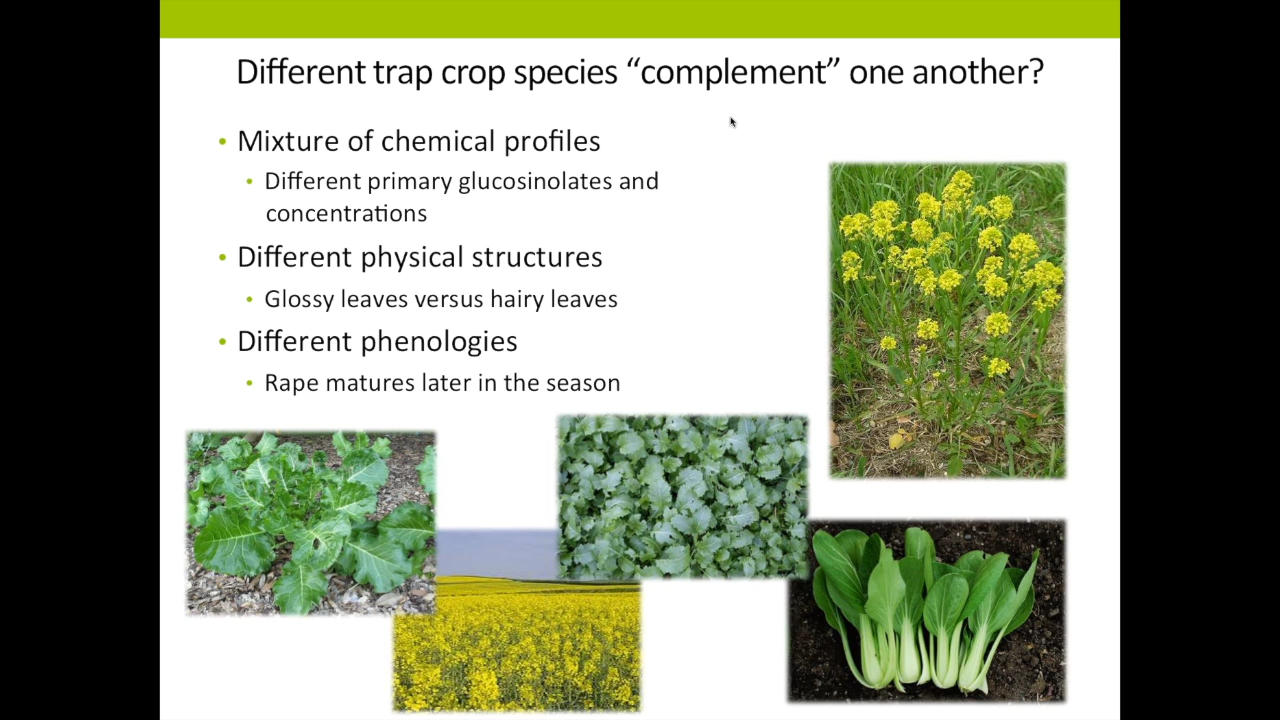 Different trap crop species “complement” one another?
• Mixture of chemical profiles
• Different primary glucosinolates and
concentrations
• Different physical structures
• Glossy leaves versus hairy leaves
• Different phenologies
• Rape matures later in the season